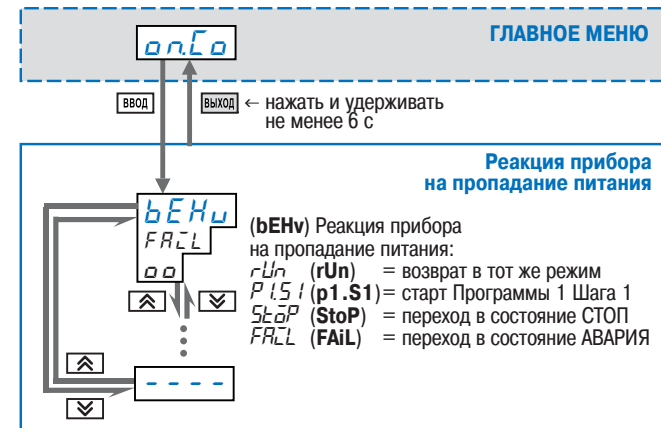 ГЛАВНОЕ МЕНЮ
on.Co
ВВОД
ВЫХОД ← нажать и удерживать
не менее 6 с
Реакция прибора
на пропадание питания
bEHv
FAiL
oo
(bEHv) Реакция прибора
на пропадание питания:
rUn (rUn) = возврат в тот же режим
P1.S1 (p1.S1) = старт Программы 1 Шага 1
StoP (StoP) = переход в состояние СТОП
FAiL (FAiL) = переход в состояние АВАРИЯ
- - - -